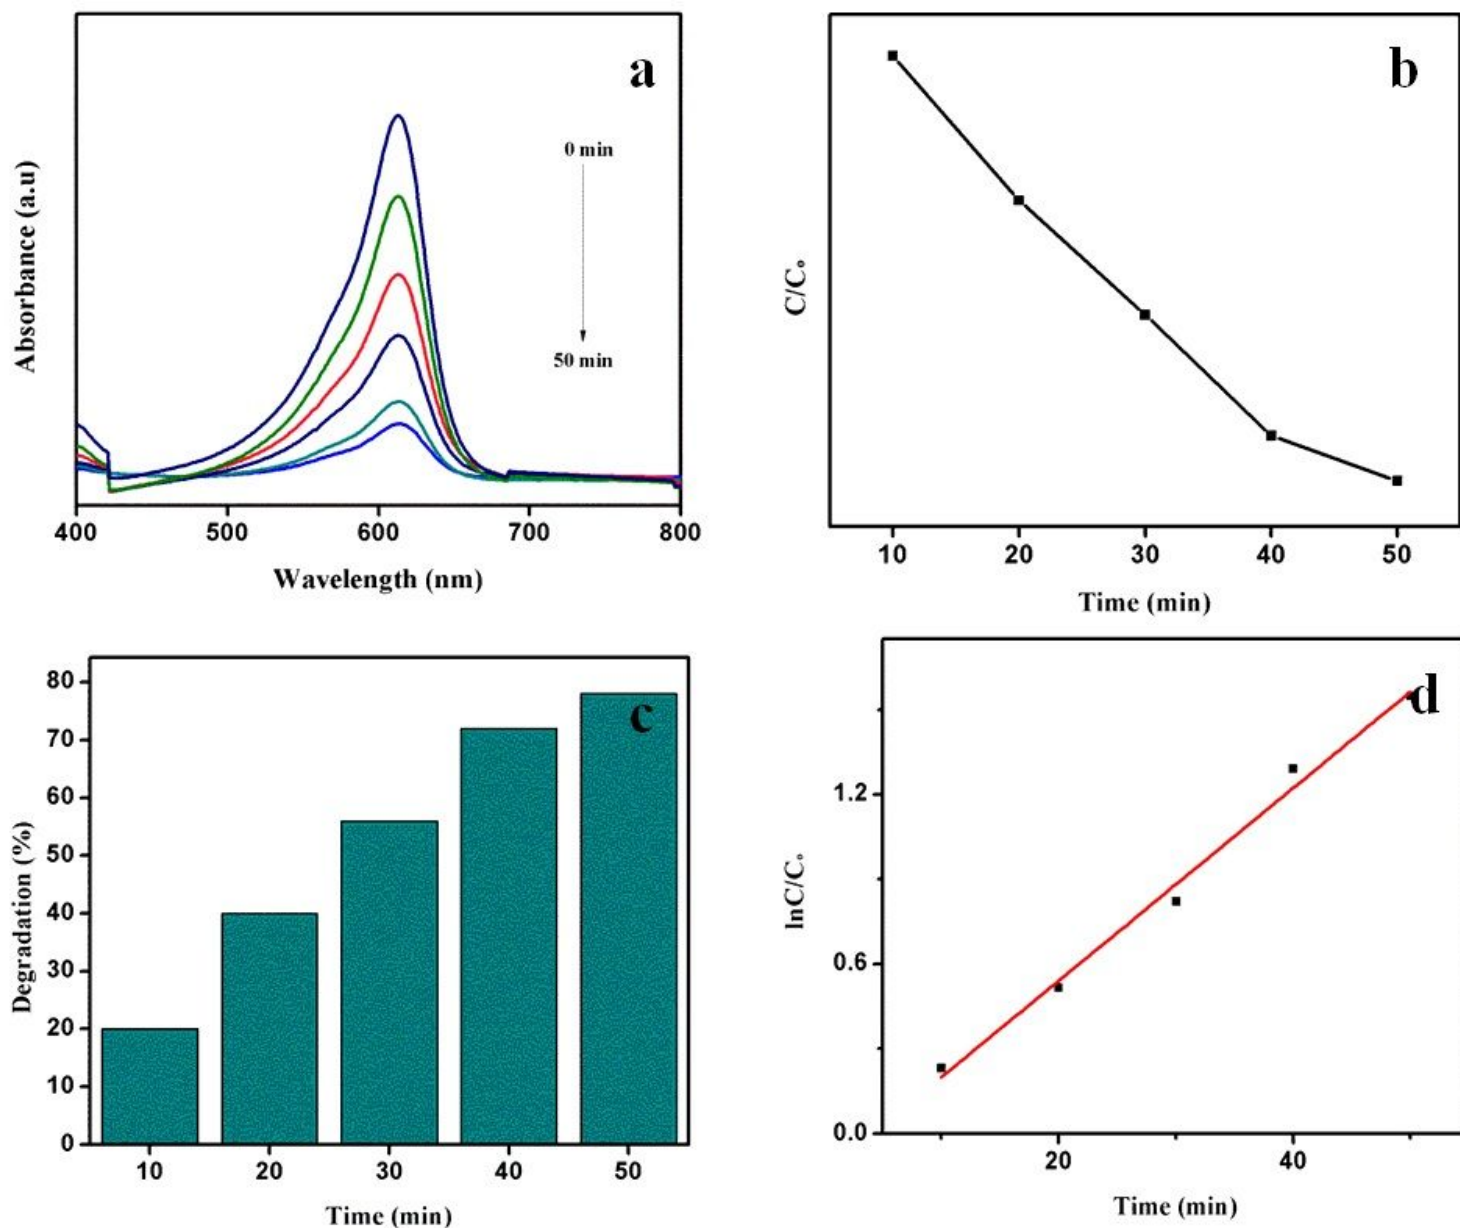 a
0 min
50 min
Absorbance (a.u)
400 500 600 700 800
Wavelength (nm)
b
C/C₀
10 20 30 40 50
Time (min)
c
80
70
60
50
40
30
20
10
0
Degradation (%)
10 20 30 40 50
Time (min)
d
1.2
0.6
0.0
lnC/C₀
20 40
Time (min)